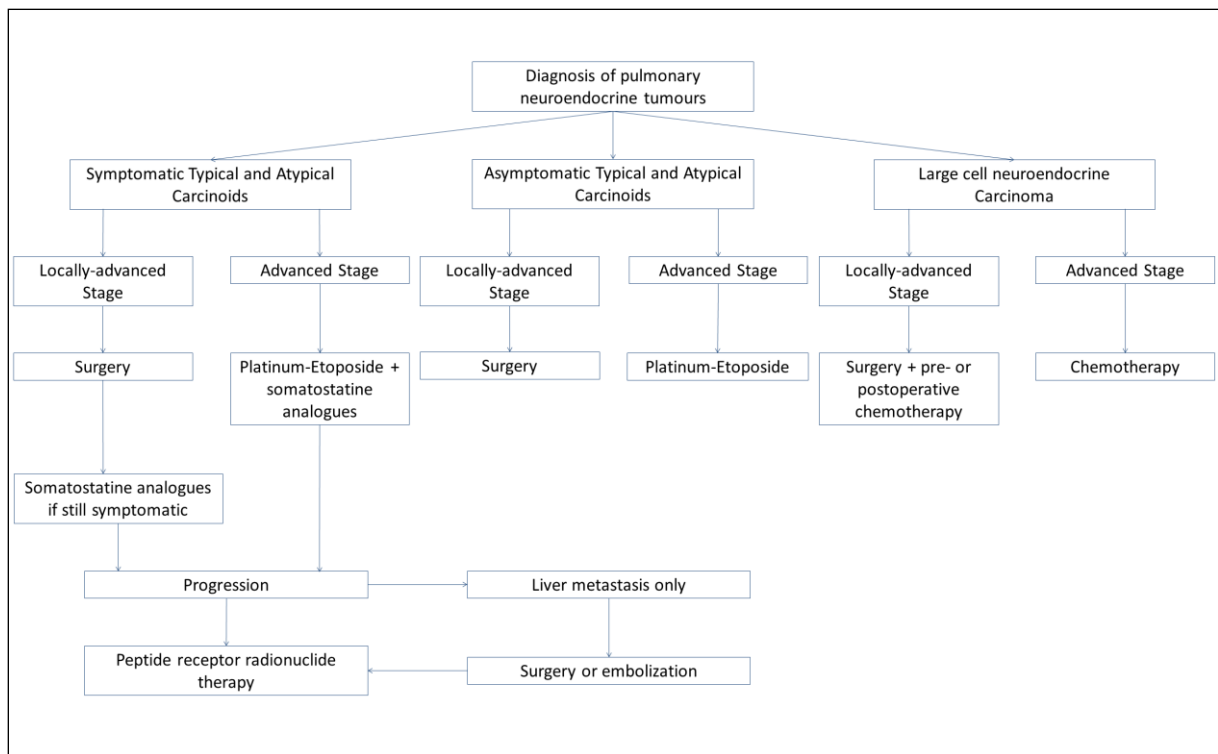 Diagnosis of pulmonary
neuroendocrine tumours
Symptomatic Typical and Atypical
Carcinoids
Asymptomatic Typical and Atypical
Carcinoids
Large cell neuroendocrine
Carcinoma
Locally-advanced
Stage
Advanced Stage
Locally-advanced
Stage
Advanced Stage
Locally-advanced
Stage
Advanced Stage
Surgery
Platinum-Etoposide +
somatostatine
analogues
Surgery
Platinum-Etoposide
Surgery + pre- or
postoperative
chemotherapy
Chemotherapy
Somatostatine analogues
if still symptomatic
Progression
Liver metastasis only
Peptide receptor radionuclide
therapy
Surgery or embolization